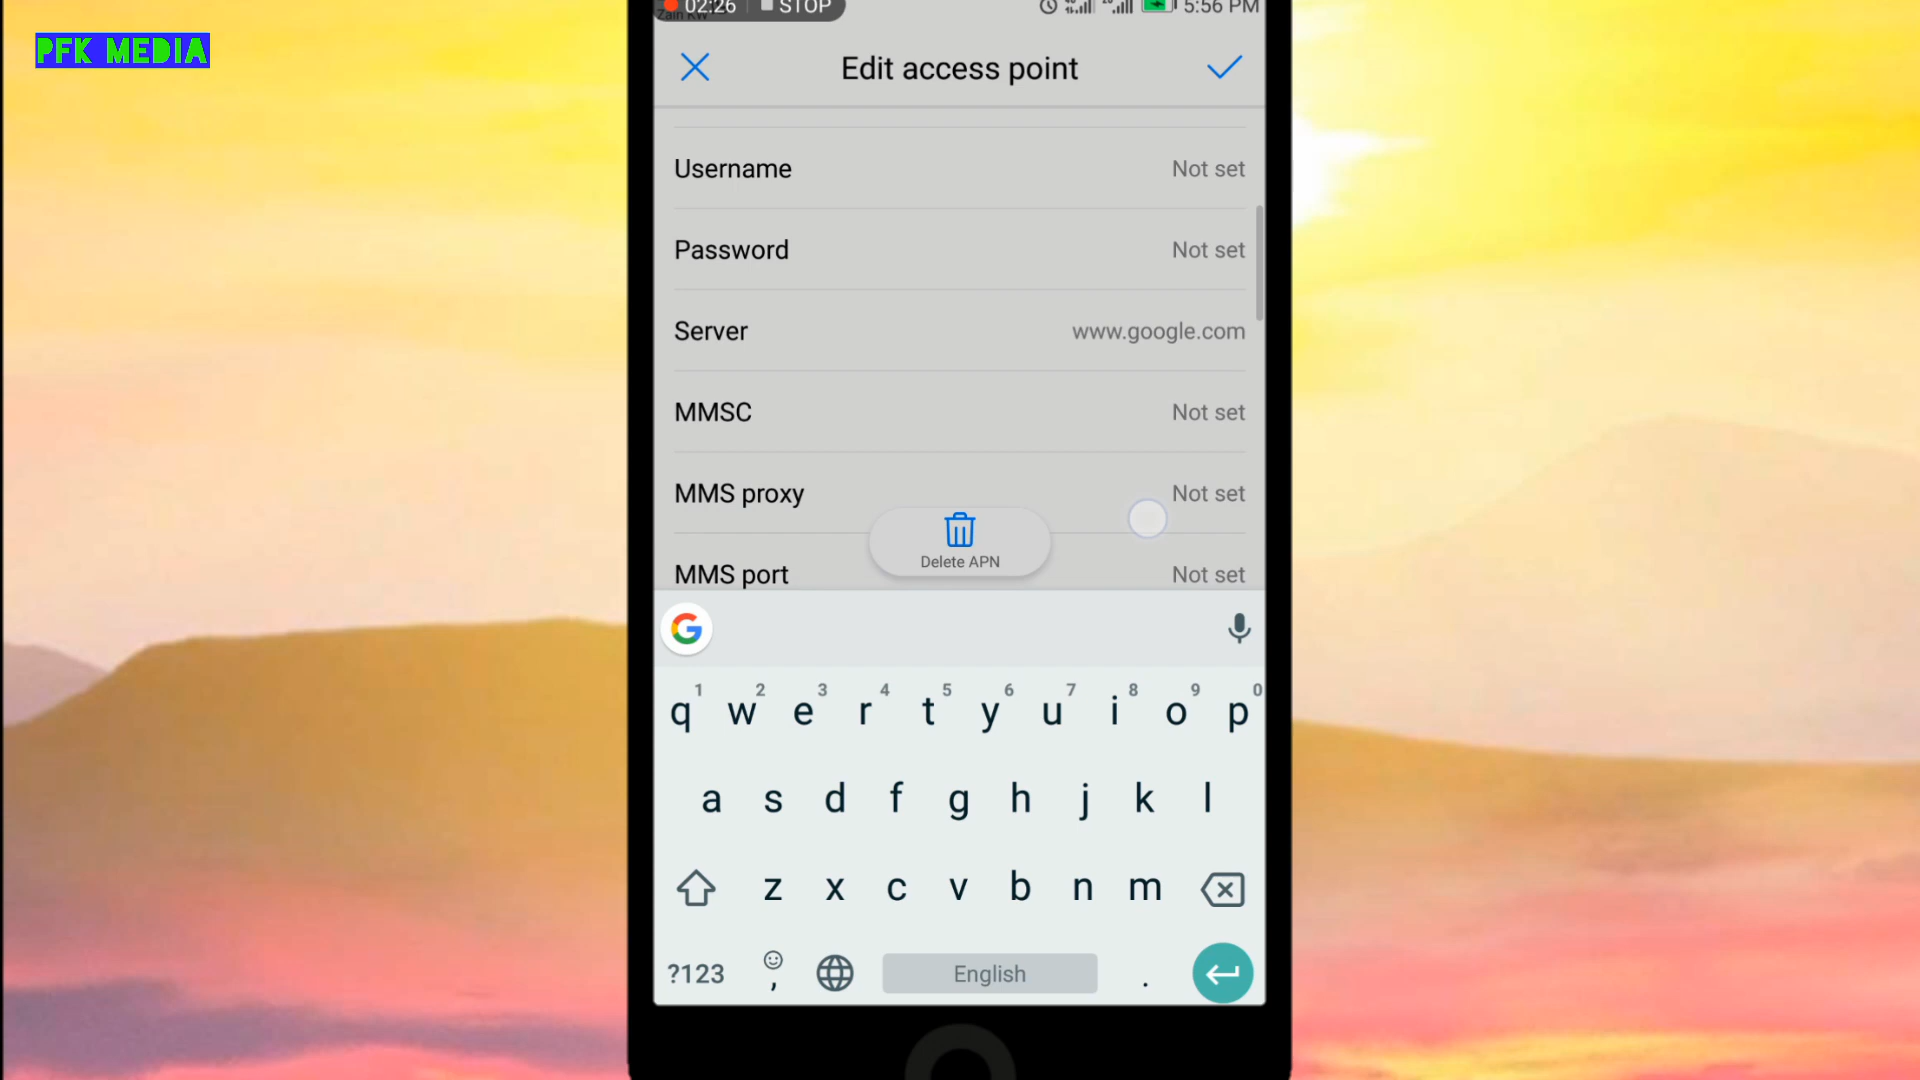 PFK MEDIA
02:26 STOP 5:56 PM
Zain KW
Edit access point
Username Not set
Password Not set
Server www.google.com
MMSC Not set
MMS proxy Not set
Delete APN
MMS port Not set
G
1 2 3 4 5 6 7 8 9 0
q w e r t y u i o p
a s d f g h j k l
z x c v b n m
?123 , English .